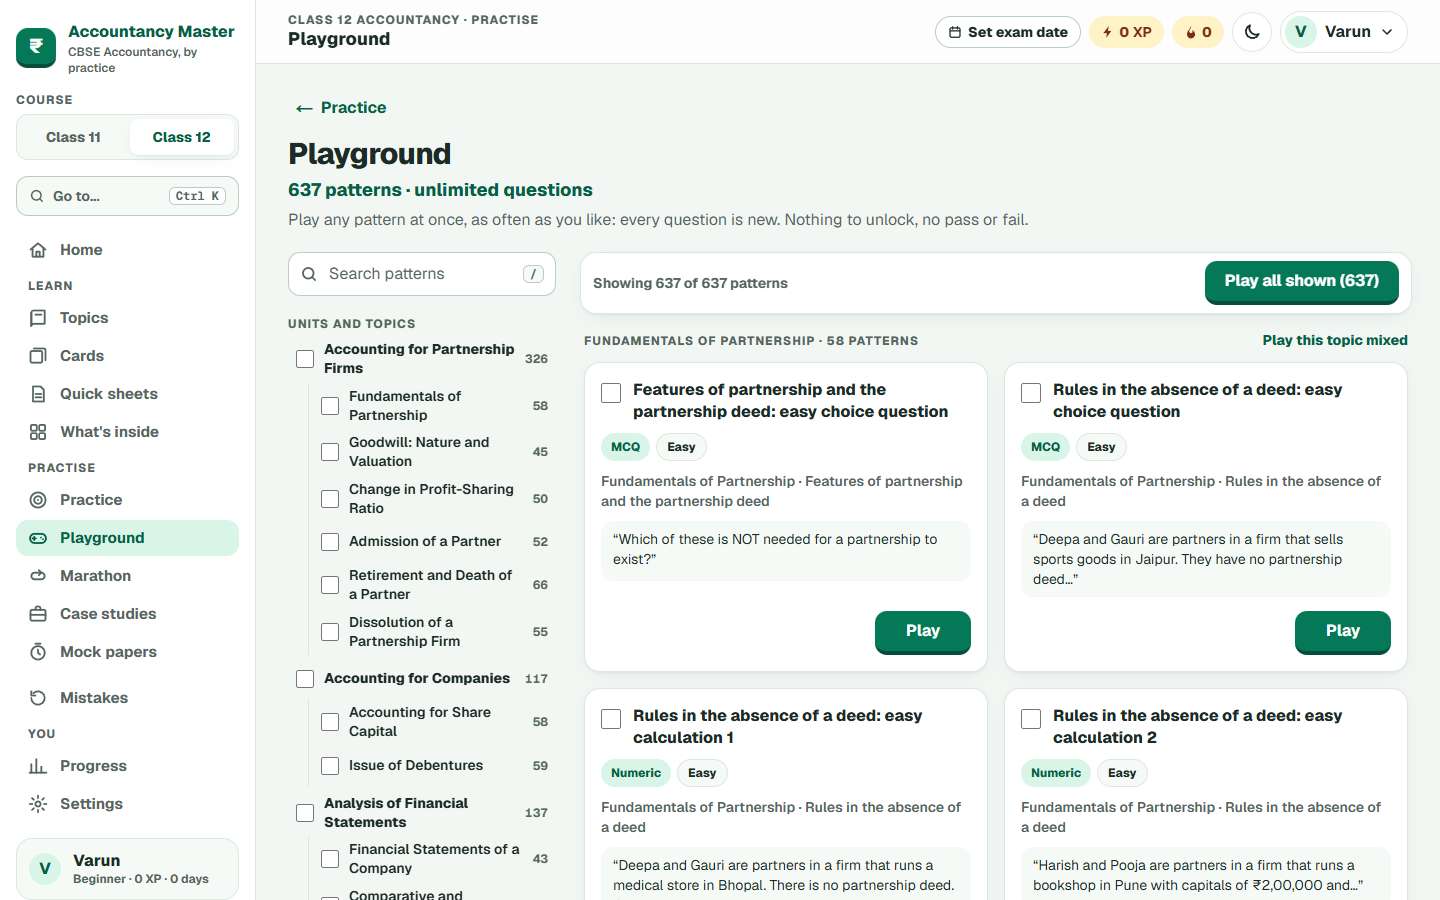 Accountancy Master
CBSE Accountancy, by
practice
COURSE
Class 11
Class 12
Go to...
Ctrl K
Home
LEARN
Topics
Cards
Quick sheets
What's inside
PRACTISE
Practice
Playground
Marathon
Case studies
Mock papers
Mistakes
YOU
Progress
Settings
V
Varun
Beginner · 0 XP · 0 days
CLASS 12 ACCOUNTANCY · PRACTISE
Playground
Set exam date
0 XP
0
V
Varun
← Practice
Playground
637 patterns · unlimited questions
Play any pattern at once, as often as you like: every question is new. Nothing to unlock, no pass or fail.
Search patterns
/
UNITS AND TOPICS
Accounting for Partnership
Firms
326
Fundamentals of
Partnership
58
Goodwill: Nature and
Valuation
45
Change in Profit-Sharing
Ratio
50
Admission of a Partner
52
Retirement and Death of
a Partner
66
Dissolution of a
Partnership Firm
55
Accounting for Companies
117
Accounting for Share
Capital
58
Issue of Debentures
59
Analysis of Financial
Statements
137
Financial Statements of a
Company
43
Comparative and
Showing 637 of 637 patterns
Play all shown (637)
FUNDAMENTALS OF PARTNERSHIP · 58 PATTERNS
Play this topic mixed
Features of partnership and the
partnership deed: easy choice question
MCQ
Easy
Fundamentals of Partnership · Features of partnership
and the partnership deed
“Which of these is NOT needed for a partnership to
exist?”
Play
Rules in the absence of a deed: easy
choice question
MCQ
Easy
Fundamentals of Partnership · Rules in the absence of
a deed
“Deepa and Gauri are partners in a firm that sells
sports goods in Jaipur. They have no partnership
deed…”
Play
Rules in the absence of a deed: easy
calculation 1
Numeric
Easy
Fundamentals of Partnership · Rules in the absence of
a deed
“Deepa and Gauri are partners in a firm that runs a
medical store in Bhopal. There is no partnership deed.
Rules in the absence of a deed: easy
calculation 2
Numeric
Easy
Fundamentals of Partnership · Rules in the absence of
a deed
“Harish and Pooja are partners in a firm that runs a
bookshop in Pune with capitals of ₹2,00,000 and…”